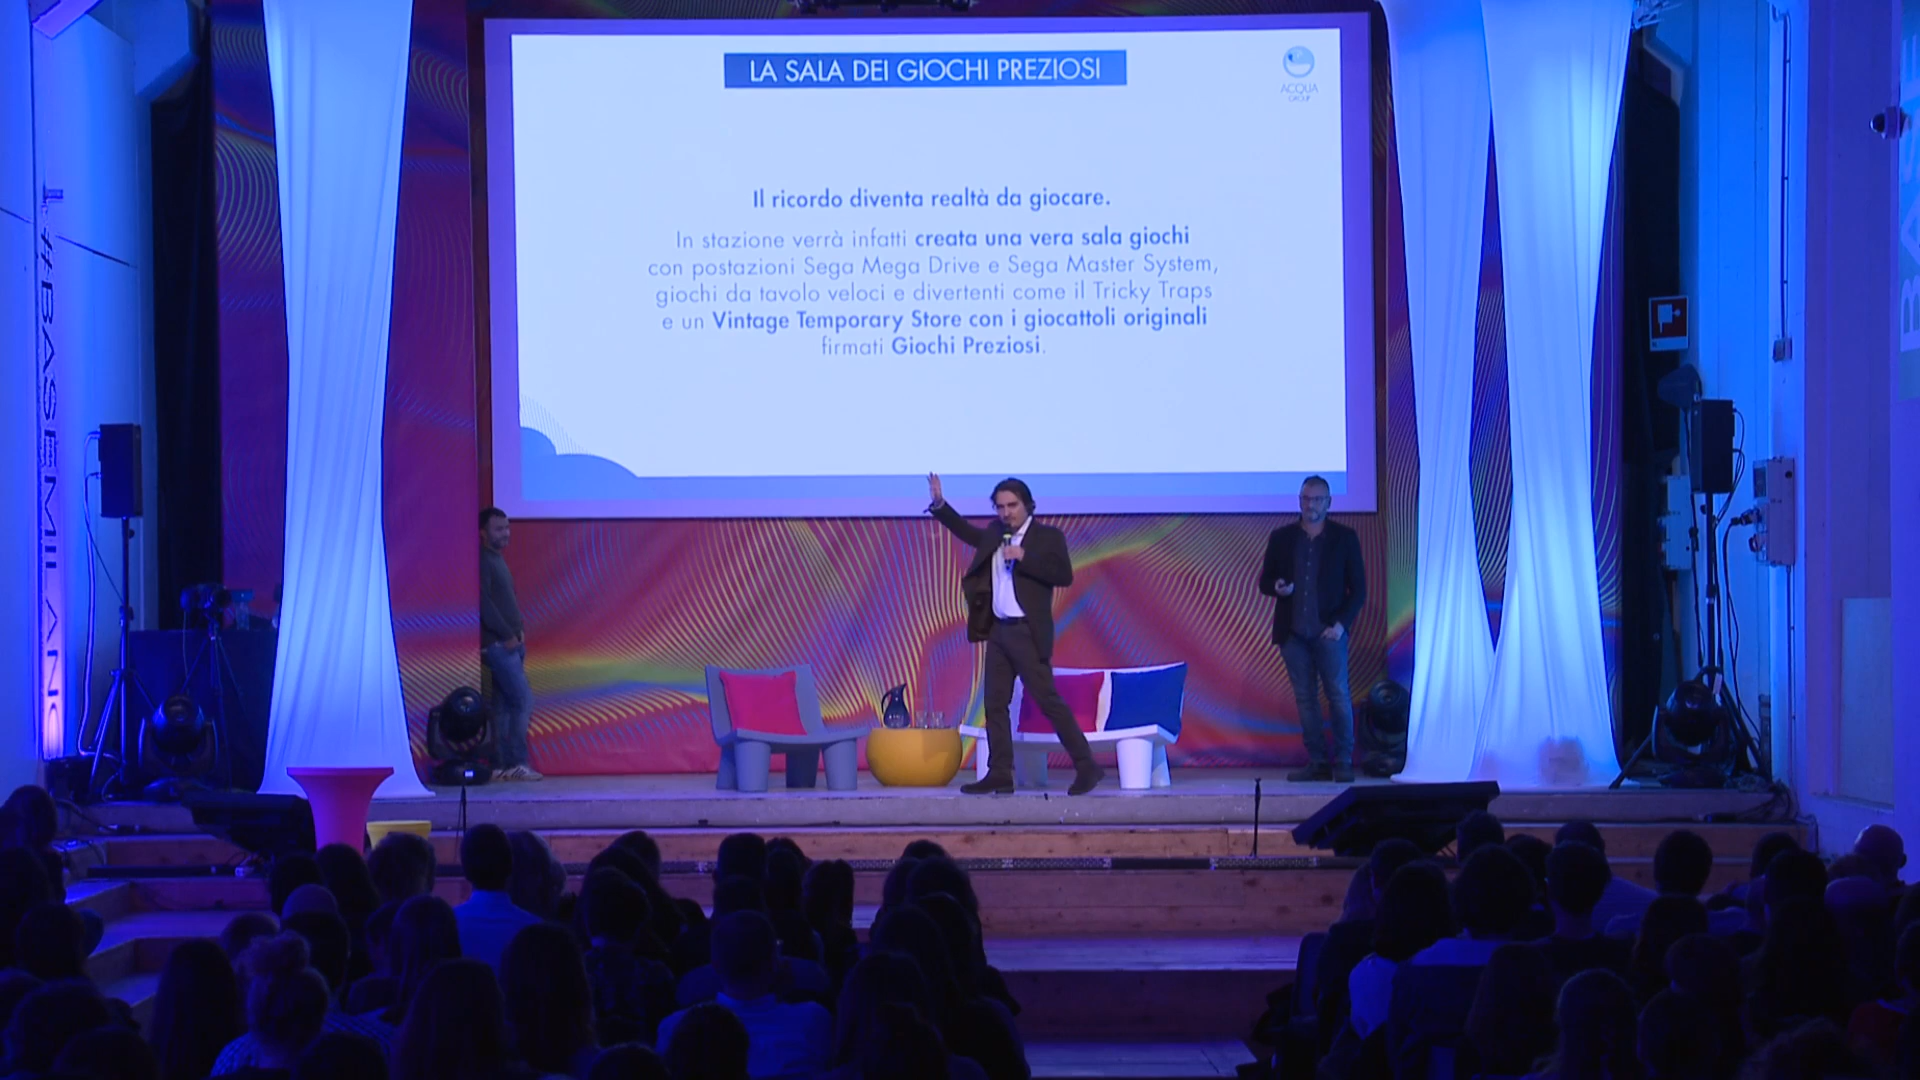 LA SALA DEI GIOCHI PREZIOSI
ACQUA
GROUP
Il ricordo diventa realtà da giocare.
In stazione verrà infatti creata una vera sala giochi
con postazioni Sega Mega Drive e Sega Master System,
giochi da tavolo veloci e divertenti come il Tricky Traps
e un Vintage Temporary Store con i giocattoli originali
firmati Giochi Preziosi.
#BASEMILANO
BASE